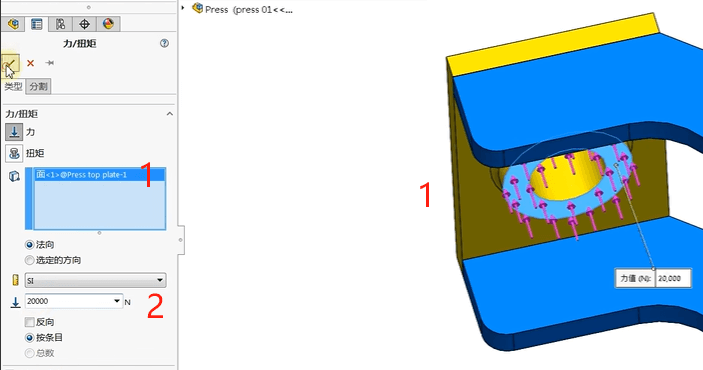 Press (press 01<<...
力/扭矩
类型 分割
力/扭矩
力
扭矩
面<1>@Press top plate-1
1
法向
选定的方向
SI
20000
N
2
反向
按条目
总数
1
力值 (N): 20,000